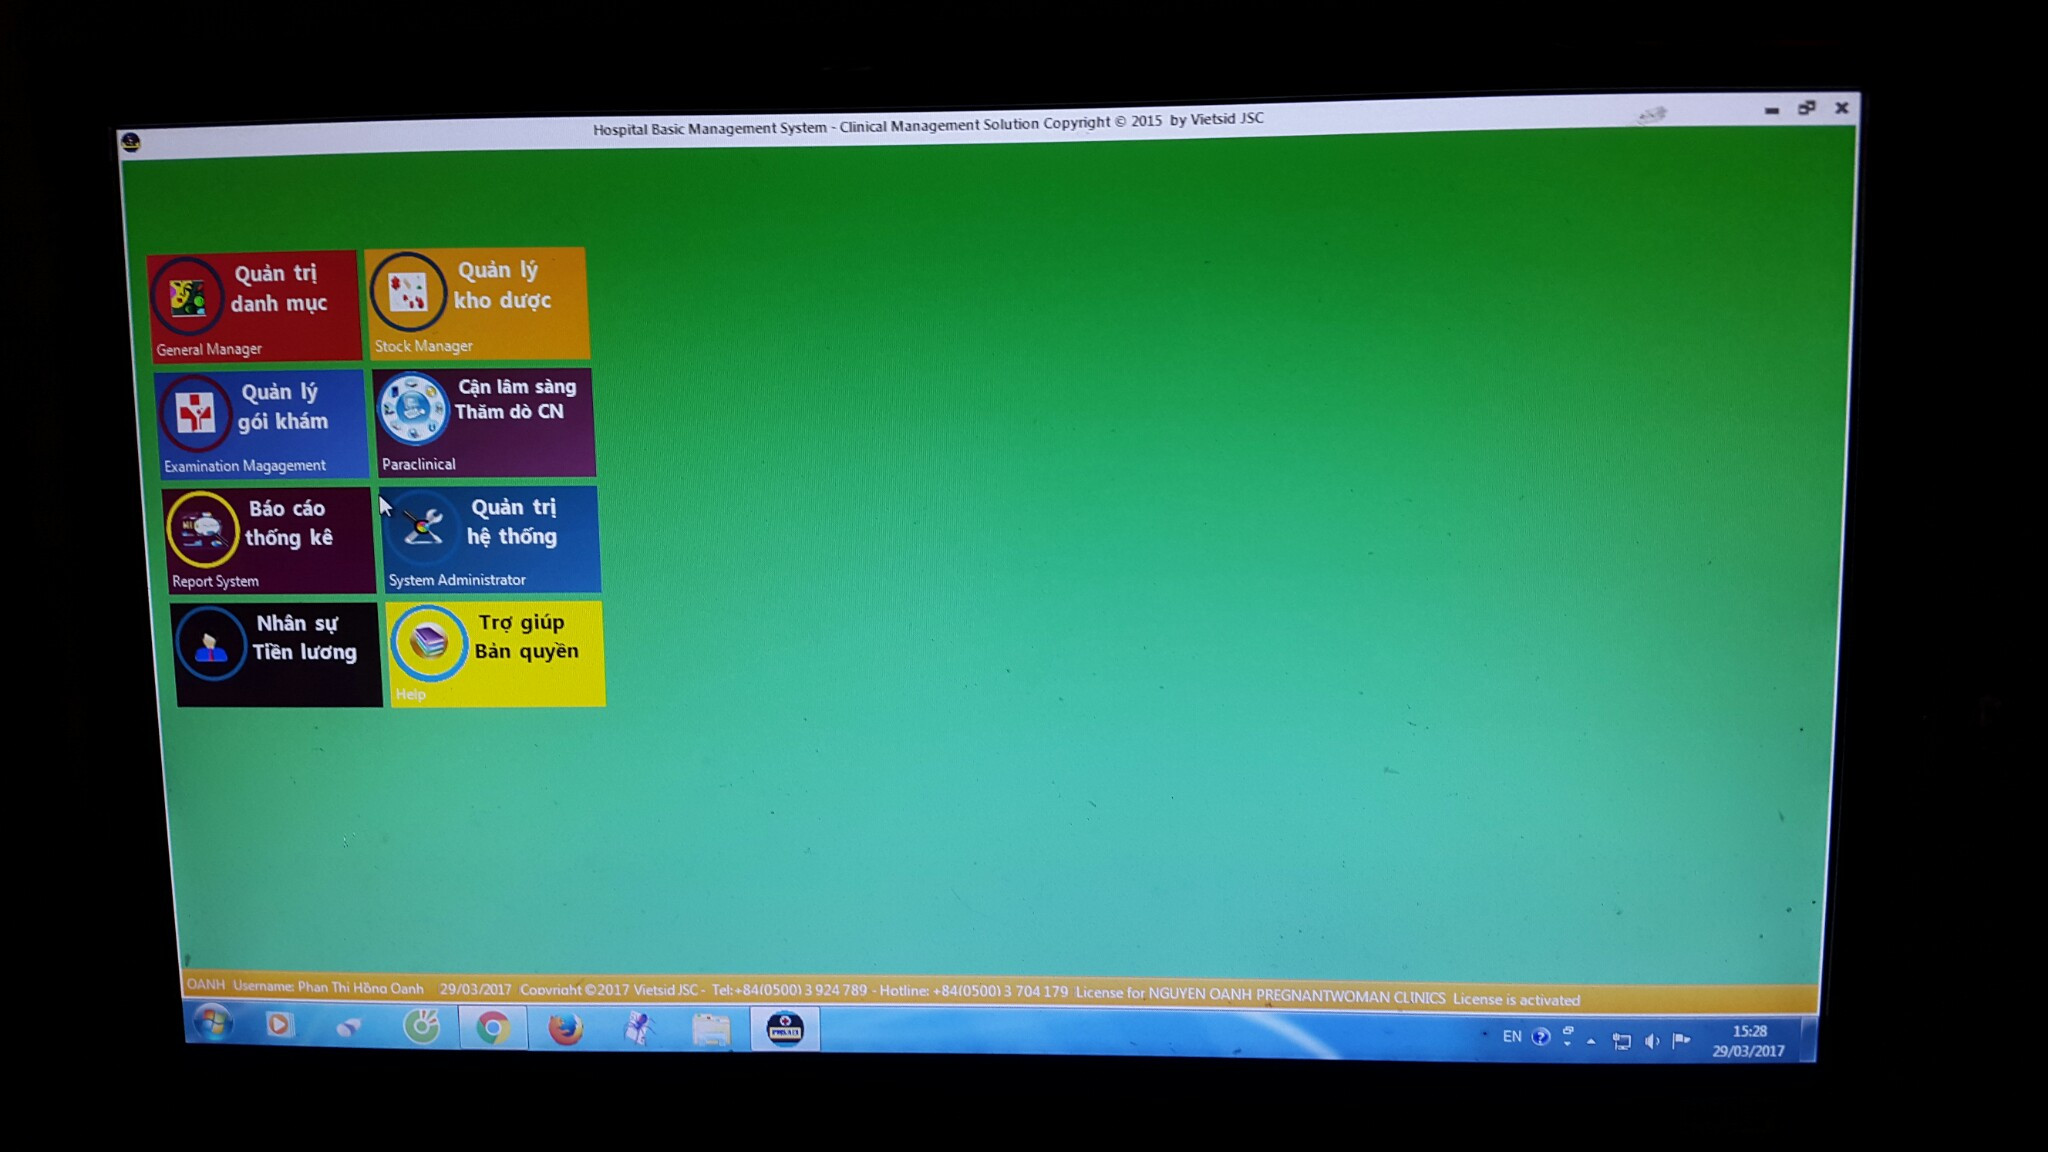 Hospital Basic Management System - Clinical Management Solution Copyright © 2015 by Vietsid JSC
Quản trị
danh mục
General Manager
Quản lý
kho dược
Stock Manager
Quản lý
gói khám
Examination Magagement
Cận lâm sàng
Thăm dò CN
Paraclinical
Báo cáo
thống kê
Report System
Quản trị
hệ thống
System Administrator
Nhân sự
Tiền lương
Trợ giúp
Bản quyền
Help
OANH Username: Phan Thi Hồng Oanh 29/03/2017 Copyright ©2017 Vietsid JSC - Tel:+84(0500) 3 924 789 - Hotline: +84(0500) 3 704 179 License for NGUYEN OANH PREGNANTWOMAN CLINICS License is activated
EN
15:28
29/03/2017